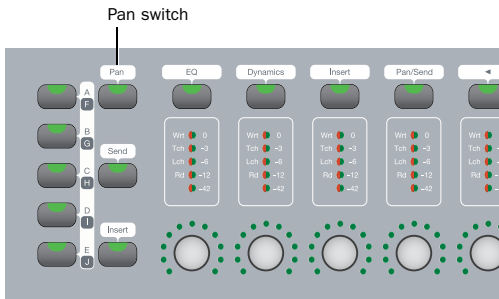 Pan switch
Pan EQ Dynamics Insert Pan/Send ◄
A
F
B
G
Send
C
H
D
I
Insert
E
J
Wrt 0 Wrt 0 Wrt 0 Wrt 0 Wrt
Tch -3 Tch -3 Tch -3 Tch -3 Tch
Lch -6 Lch -6 Lch -6 Lch -6 Lch
Rd -12 Rd -12 Rd -12 Rd -12 Rd
-42 -42 -42 -42